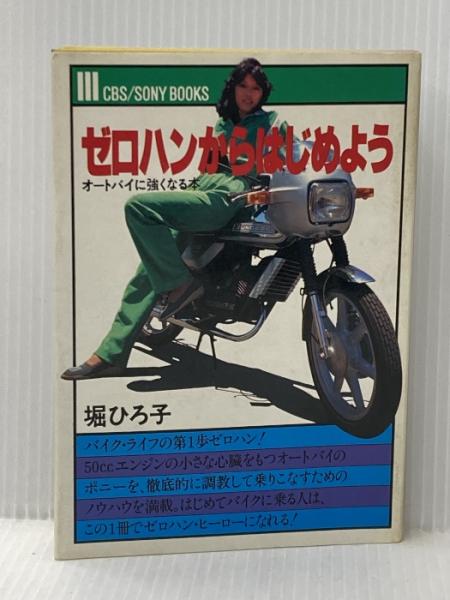 CBS/SONY BOOKS
ゼロハンからはじめよう
オートバイに強くなる本
堀ひろ子
バイク・ライフの第1歩ゼロハン!
50ccエンジンの小さな心臓をもつオートバイの
ポニーを、徹底的に調教して乗りこなすための
ノウハウを満載。はじめてバイクに乗る人は、
この1冊でゼロハン・ヒーローになれる!